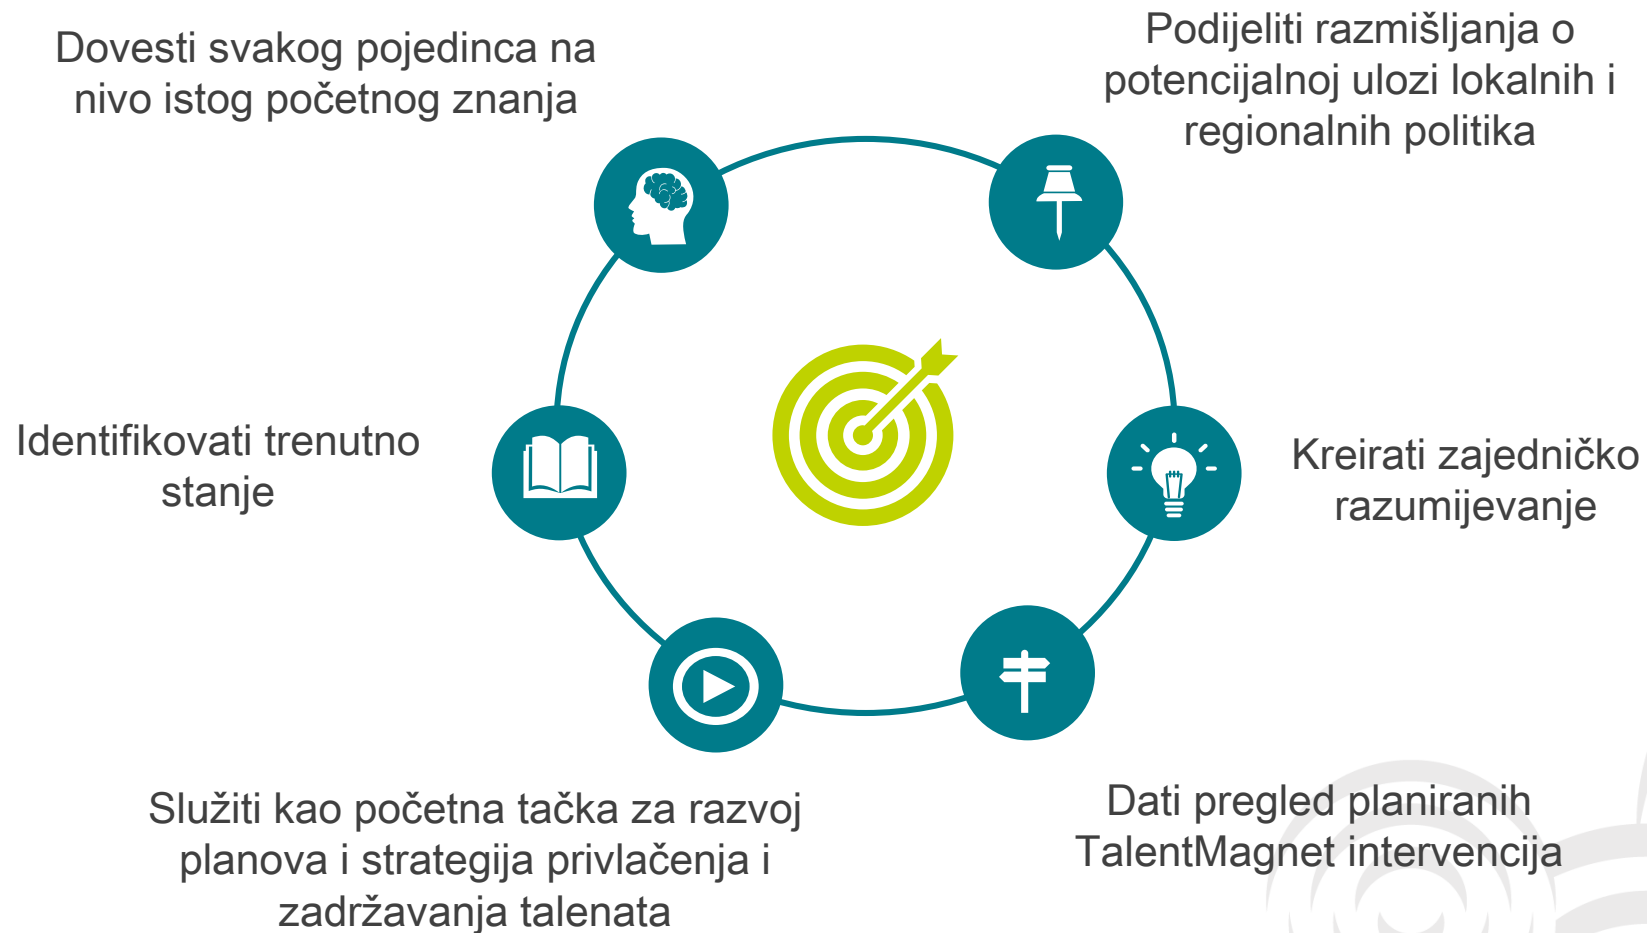 Dovesti svakog pojedinca na
nivo istog početnog znanja
Podijeliti razmišljanja o
potencijalnoj ulozi lokalnih i
regionalnih politika
Identifikovati trenutno
stanje
Kreirati zajedničko
razumijevanje
Služiti kao početna tačka za razvoj
planova i strategija privlačenja i
zadržavanja talenata
Dati pregled planiranih
TalentMagnet intervencija